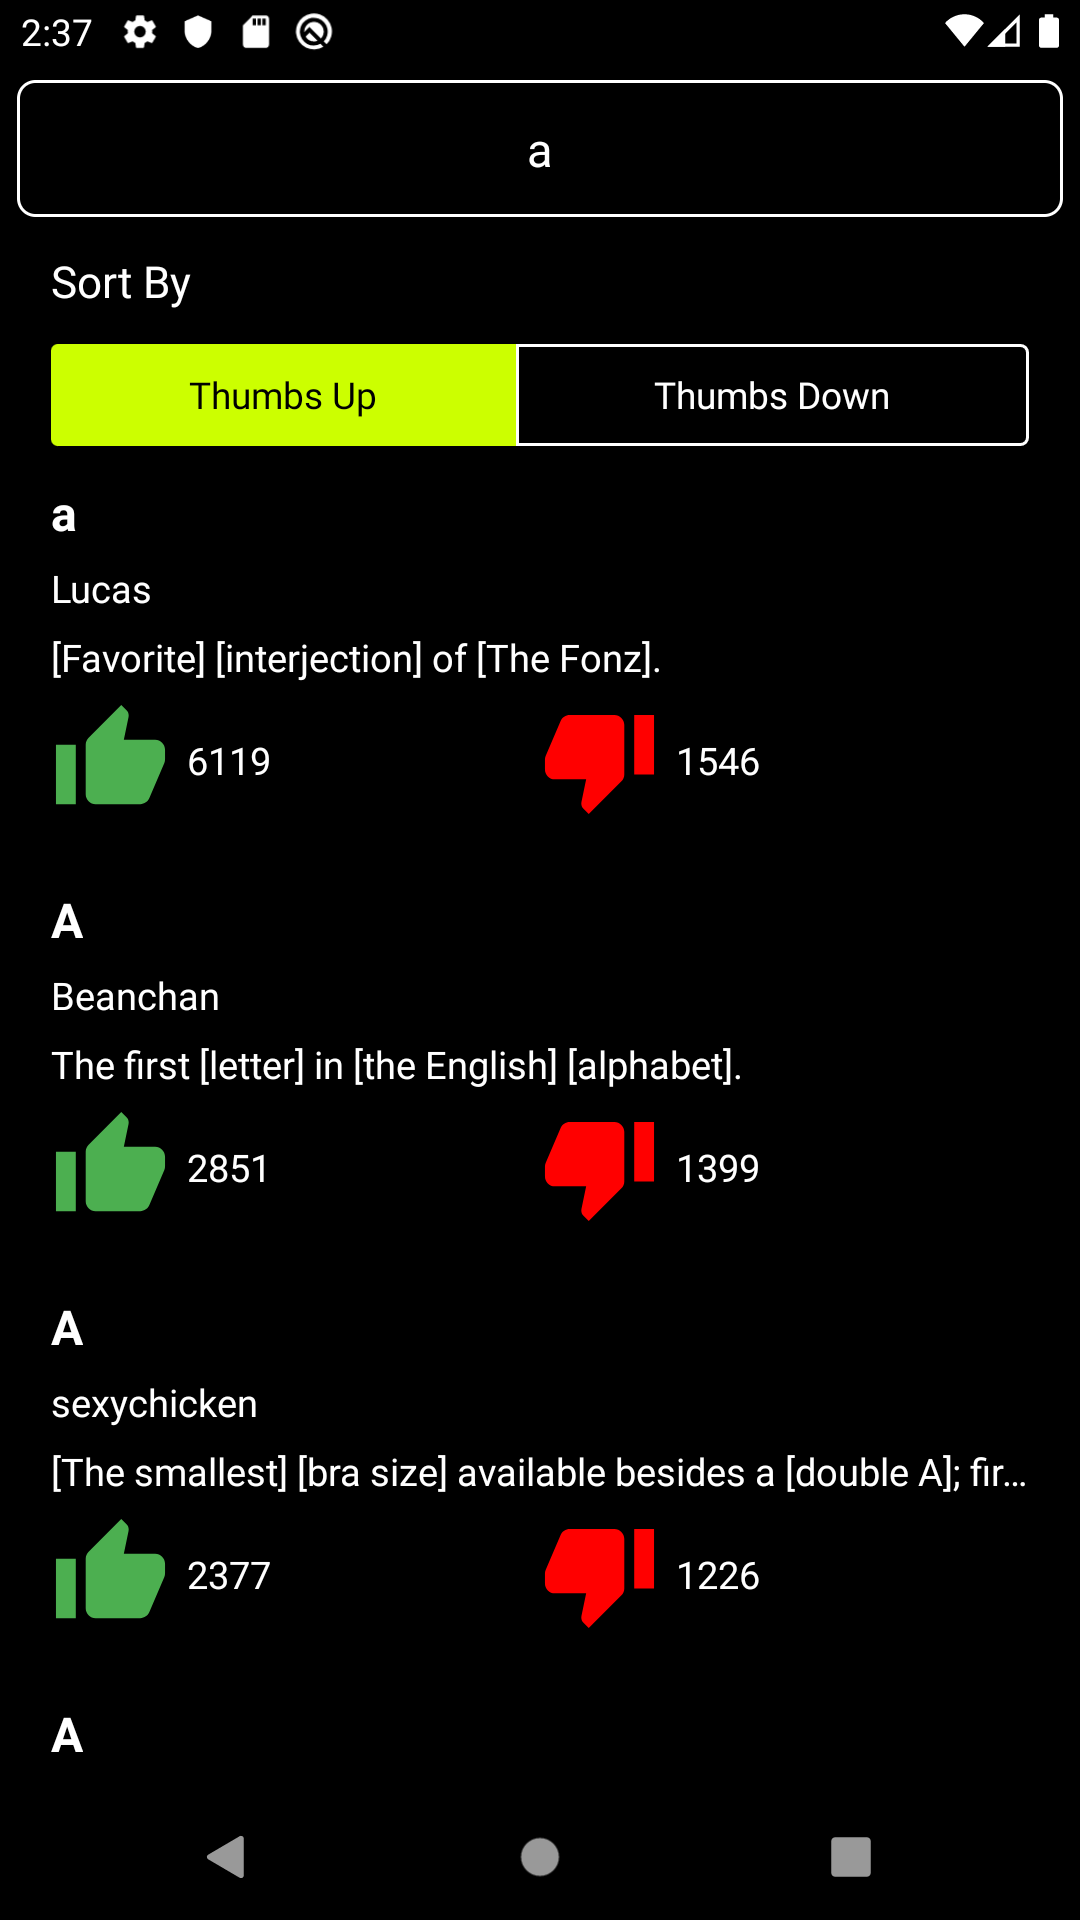 2:37
a
Sort By
Thumbs Up
Thumbs Down
a
Lucas
[Favorite] [interjection] of [The Fonz].
6119
1546
A
Beanchan
The first [letter] in [the English] [alphabet].
2851
1399
A
sexychicken
[The smallest] [bra size] available besides a [double A]; fir...
2377
1226
A